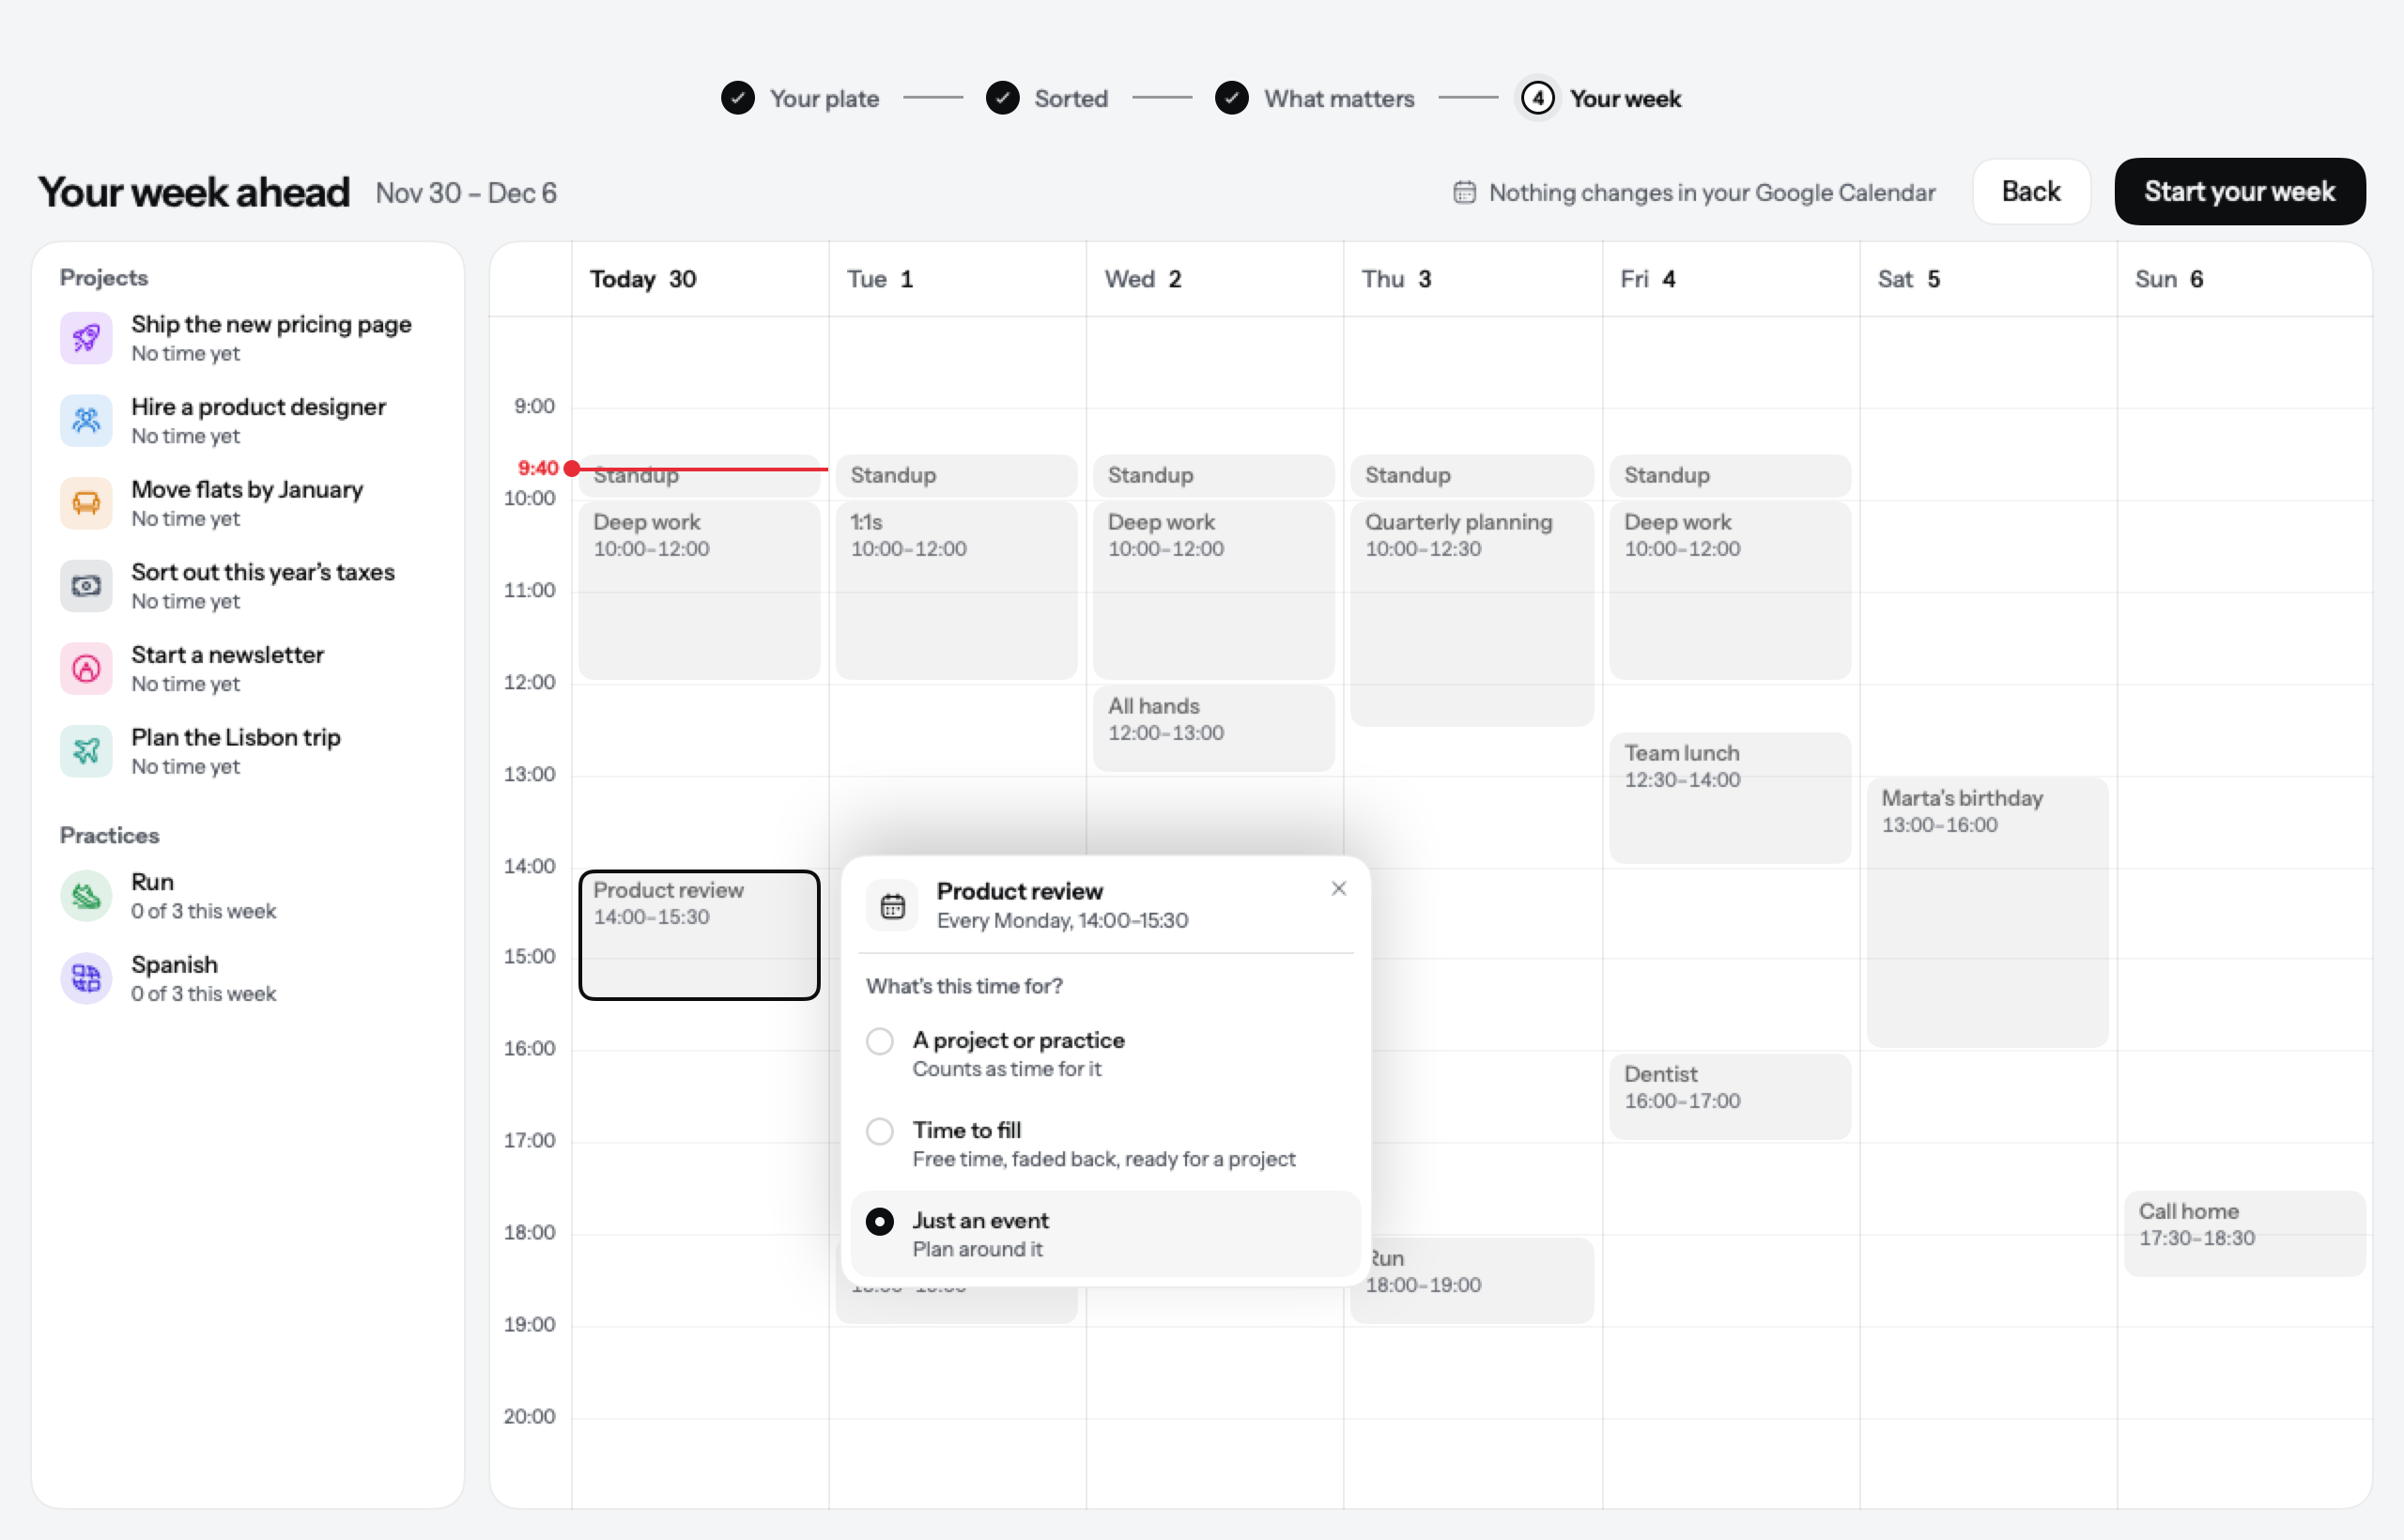 Your plate
Sorted
What matters
4 Your week
Your week ahead Nov 30 – Dec 6
Nothing changes in your Google Calendar
Back
Start your week
Projects
Ship the new pricing page
No time yet
Hire a product designer
No time yet
Move flats by January
No time yet
Sort out this year’s taxes
No time yet
Start a newsletter
No time yet
Plan the Lisbon trip
No time yet
Practices
Run
0 of 3 this week
Spanish
0 of 3 this week
Today 30
Tue 1
Wed 2
Thu 3
Fri 4
Sat 5
Sun 6
9:00
9:40
10:00
11:00
12:00
13:00
14:00
15:00
16:00
17:00
18:00
19:00
20:00
Standup
Deep work
10:00–12:00
Product review
14:00–15:30
Standup
1:1s
10:00–12:00
Standup
Deep work
10:00–12:00
All hands
12:00–13:00
Standup
Quarterly planning
10:00–12:30
Run
18:00–19:00
Standup
Deep work
10:00–12:00
Team lunch
12:30–14:00
Dentist
16:00–17:00
Marta's birthday
13:00–16:00
Call home
17:30–18:30
Product review
Every Monday, 14:00–15:30
What's this time for?
A project or practice
Counts as time for it
Time to fill
Free time, faded back, ready for a project
Just an event
Plan around it